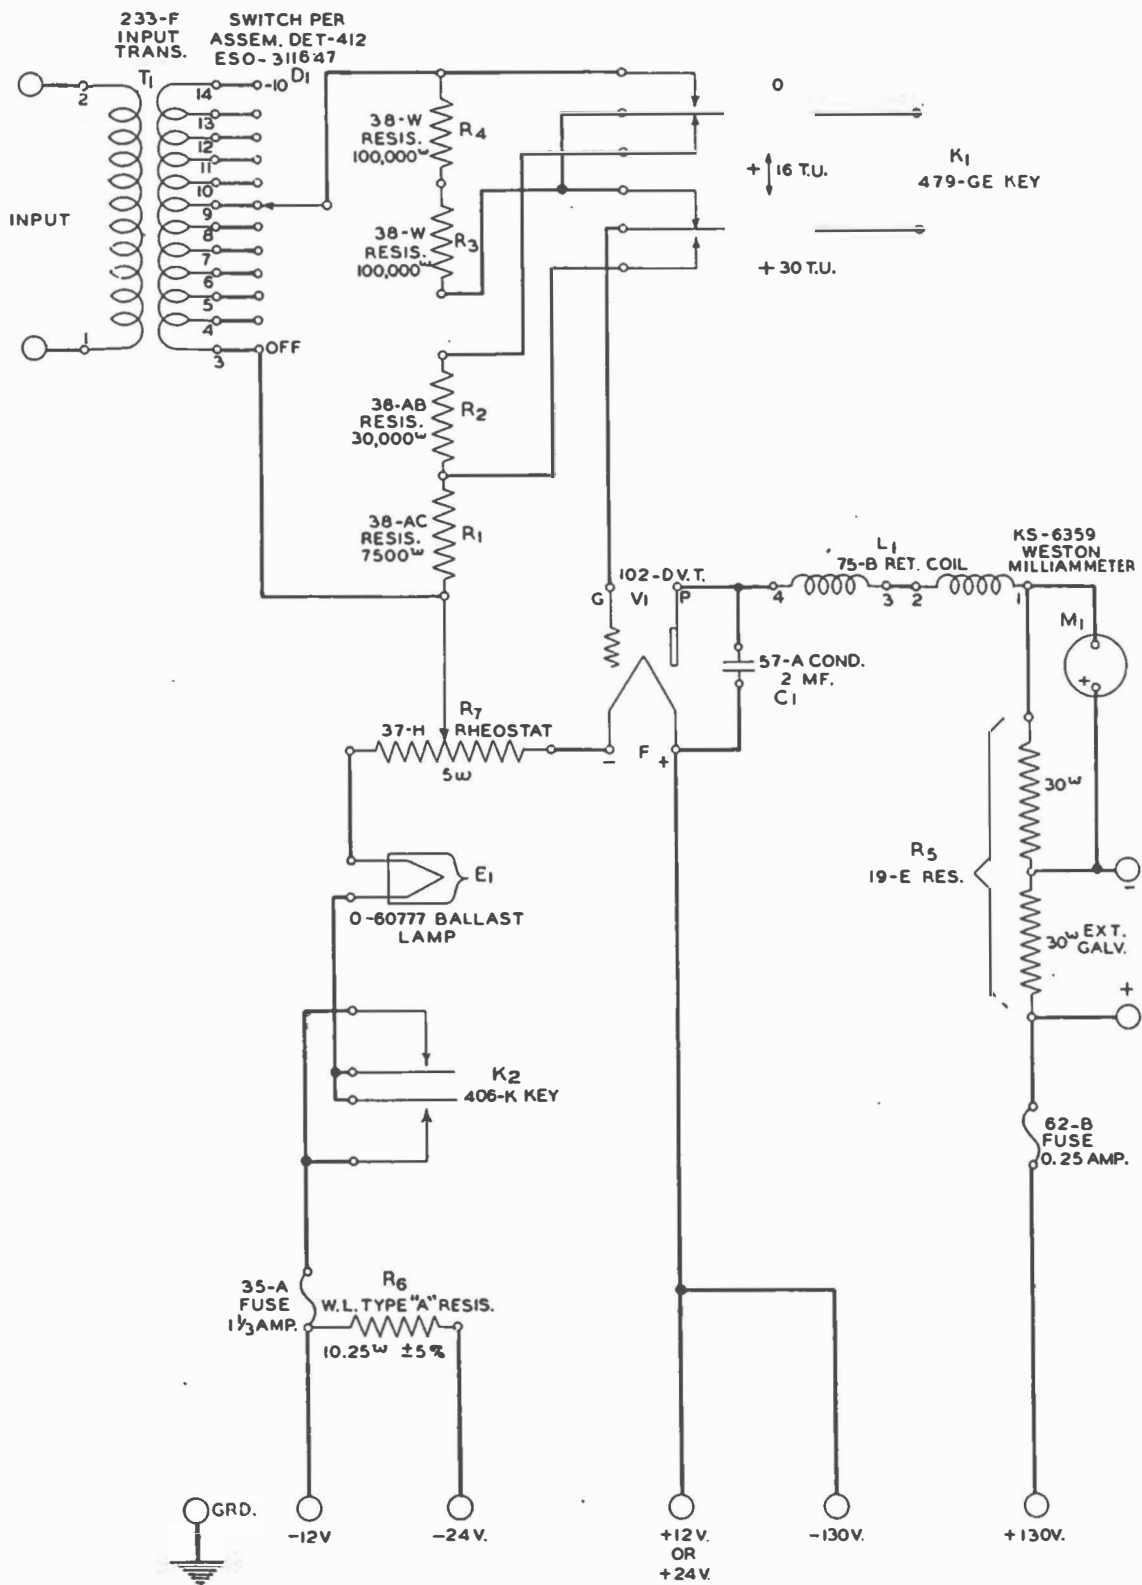 233-F
INPUT
TRANS.
T1
SWITCH PER
ASSEM. DET-412
ESO-311647
-10 D1
2
14
13
12
11
10
9
8
7
6
5
4
3
1
OFF
INPUT
38-W
RESIS.
100,000ω
R4
38-W
RESIS.
100,000ω
R3
0
+ 16 T.U.
+ 30 T.U.
K1
479-GE KEY
38-AB
RESIS.
30,000ω
R2
38-AC
RESIS.
7500ω
R1
102-D V.T.
G V1 P
4
L1
75-B RET. COIL
3 2
1
KS-6359
WESTON
MILLIAMMETER
M1
+
57-A COND.
2 MF.
C1
R7
37-H RHEOSTAT
5ω
- F +
30ω
R5
19-E RES.
-
30ω EXT.
GALV.
+
E1
0-60777 BALLAST
LAMP
K2
406-K KEY
62-B
FUSE
0.25 AMP.
35-A
FUSE
1 1/3 AMP.
R6
W.L. TYPE "A" RESIS.
10.25ω ±5%
GRD.
-12V
-24V.
+12V.
OR
+24V.
-130V.
+130V.